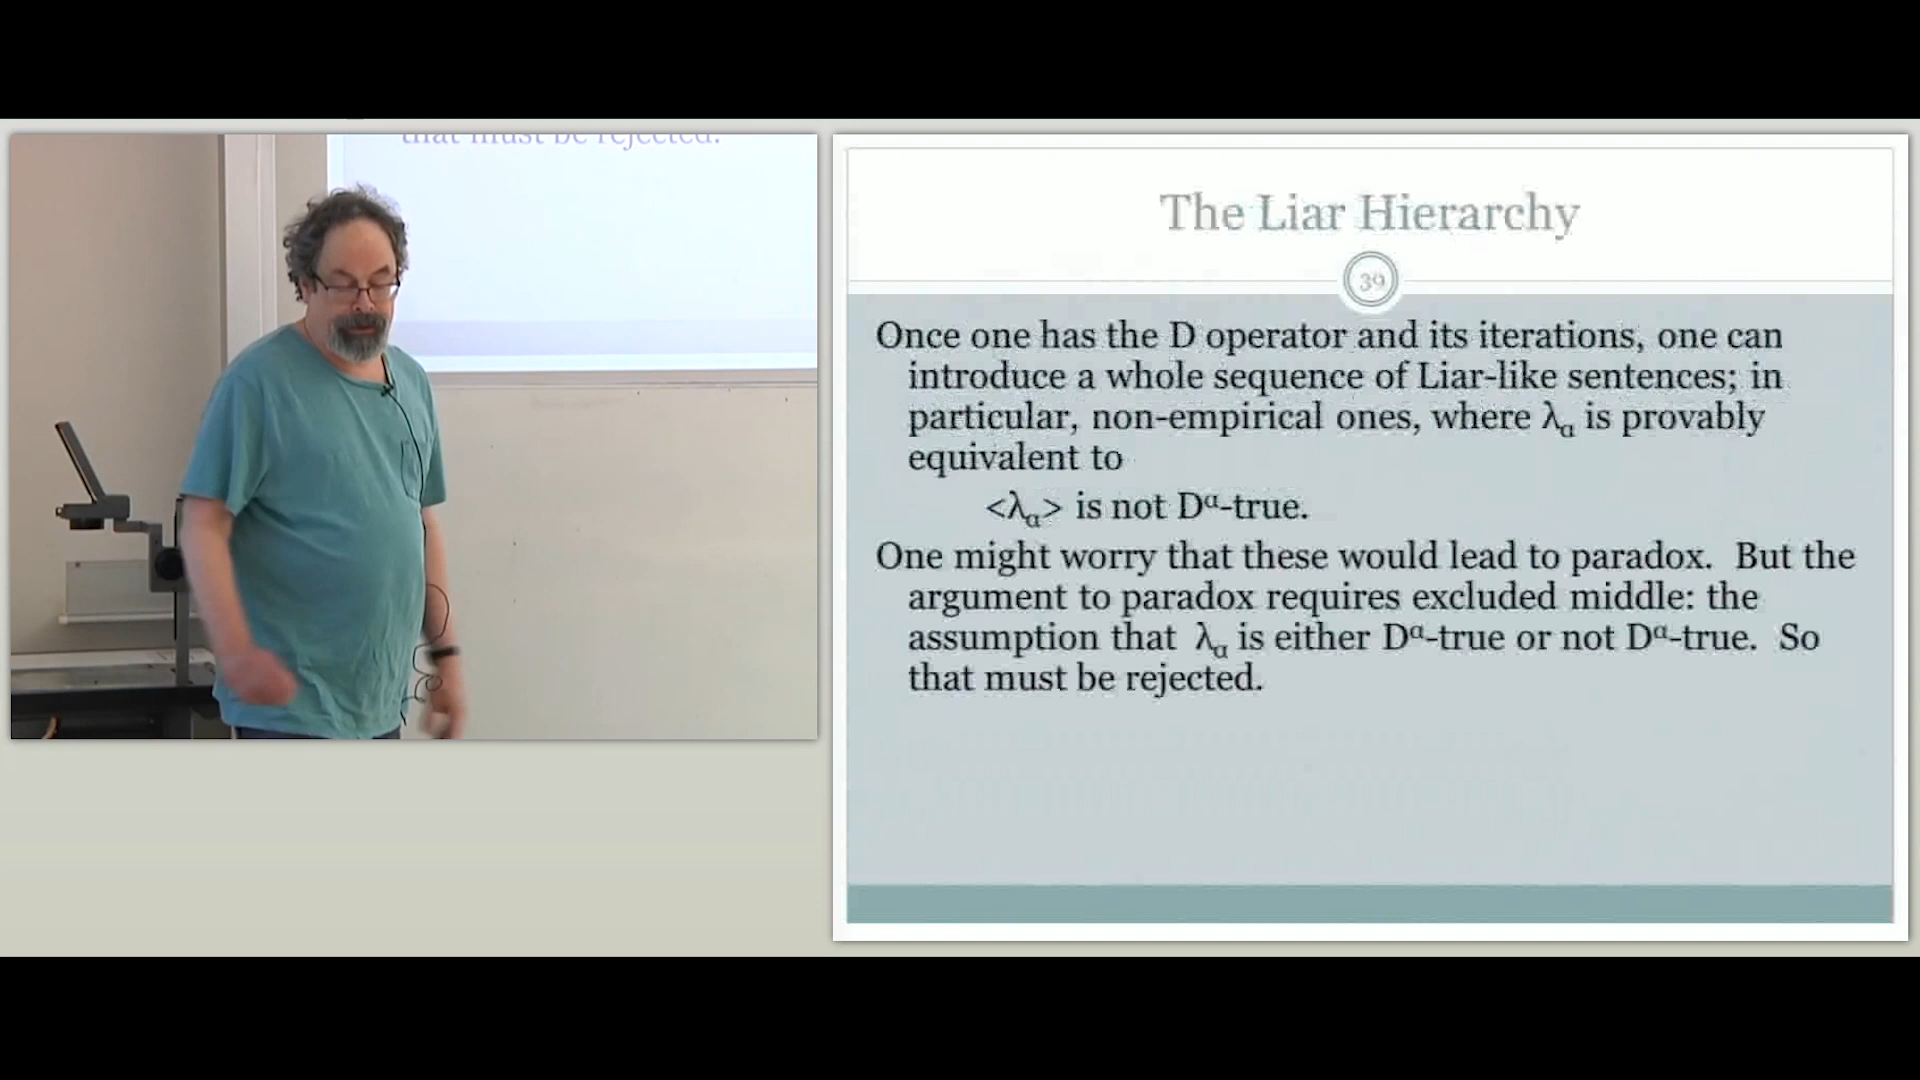 that must be rejected.
The Liar Hierarchy
39
Once one has the D operator and its iterations, one can
introduce a whole sequence of Liar-like sentences; in
particular, non-empirical ones, where λα is provably
equivalent to
<λα> is not Dα-true.
One might worry that these would lead to paradox. But the
argument to paradox requires excluded middle: the
assumption that λα is either Dα-true or not Dα-true. So
that must be rejected.